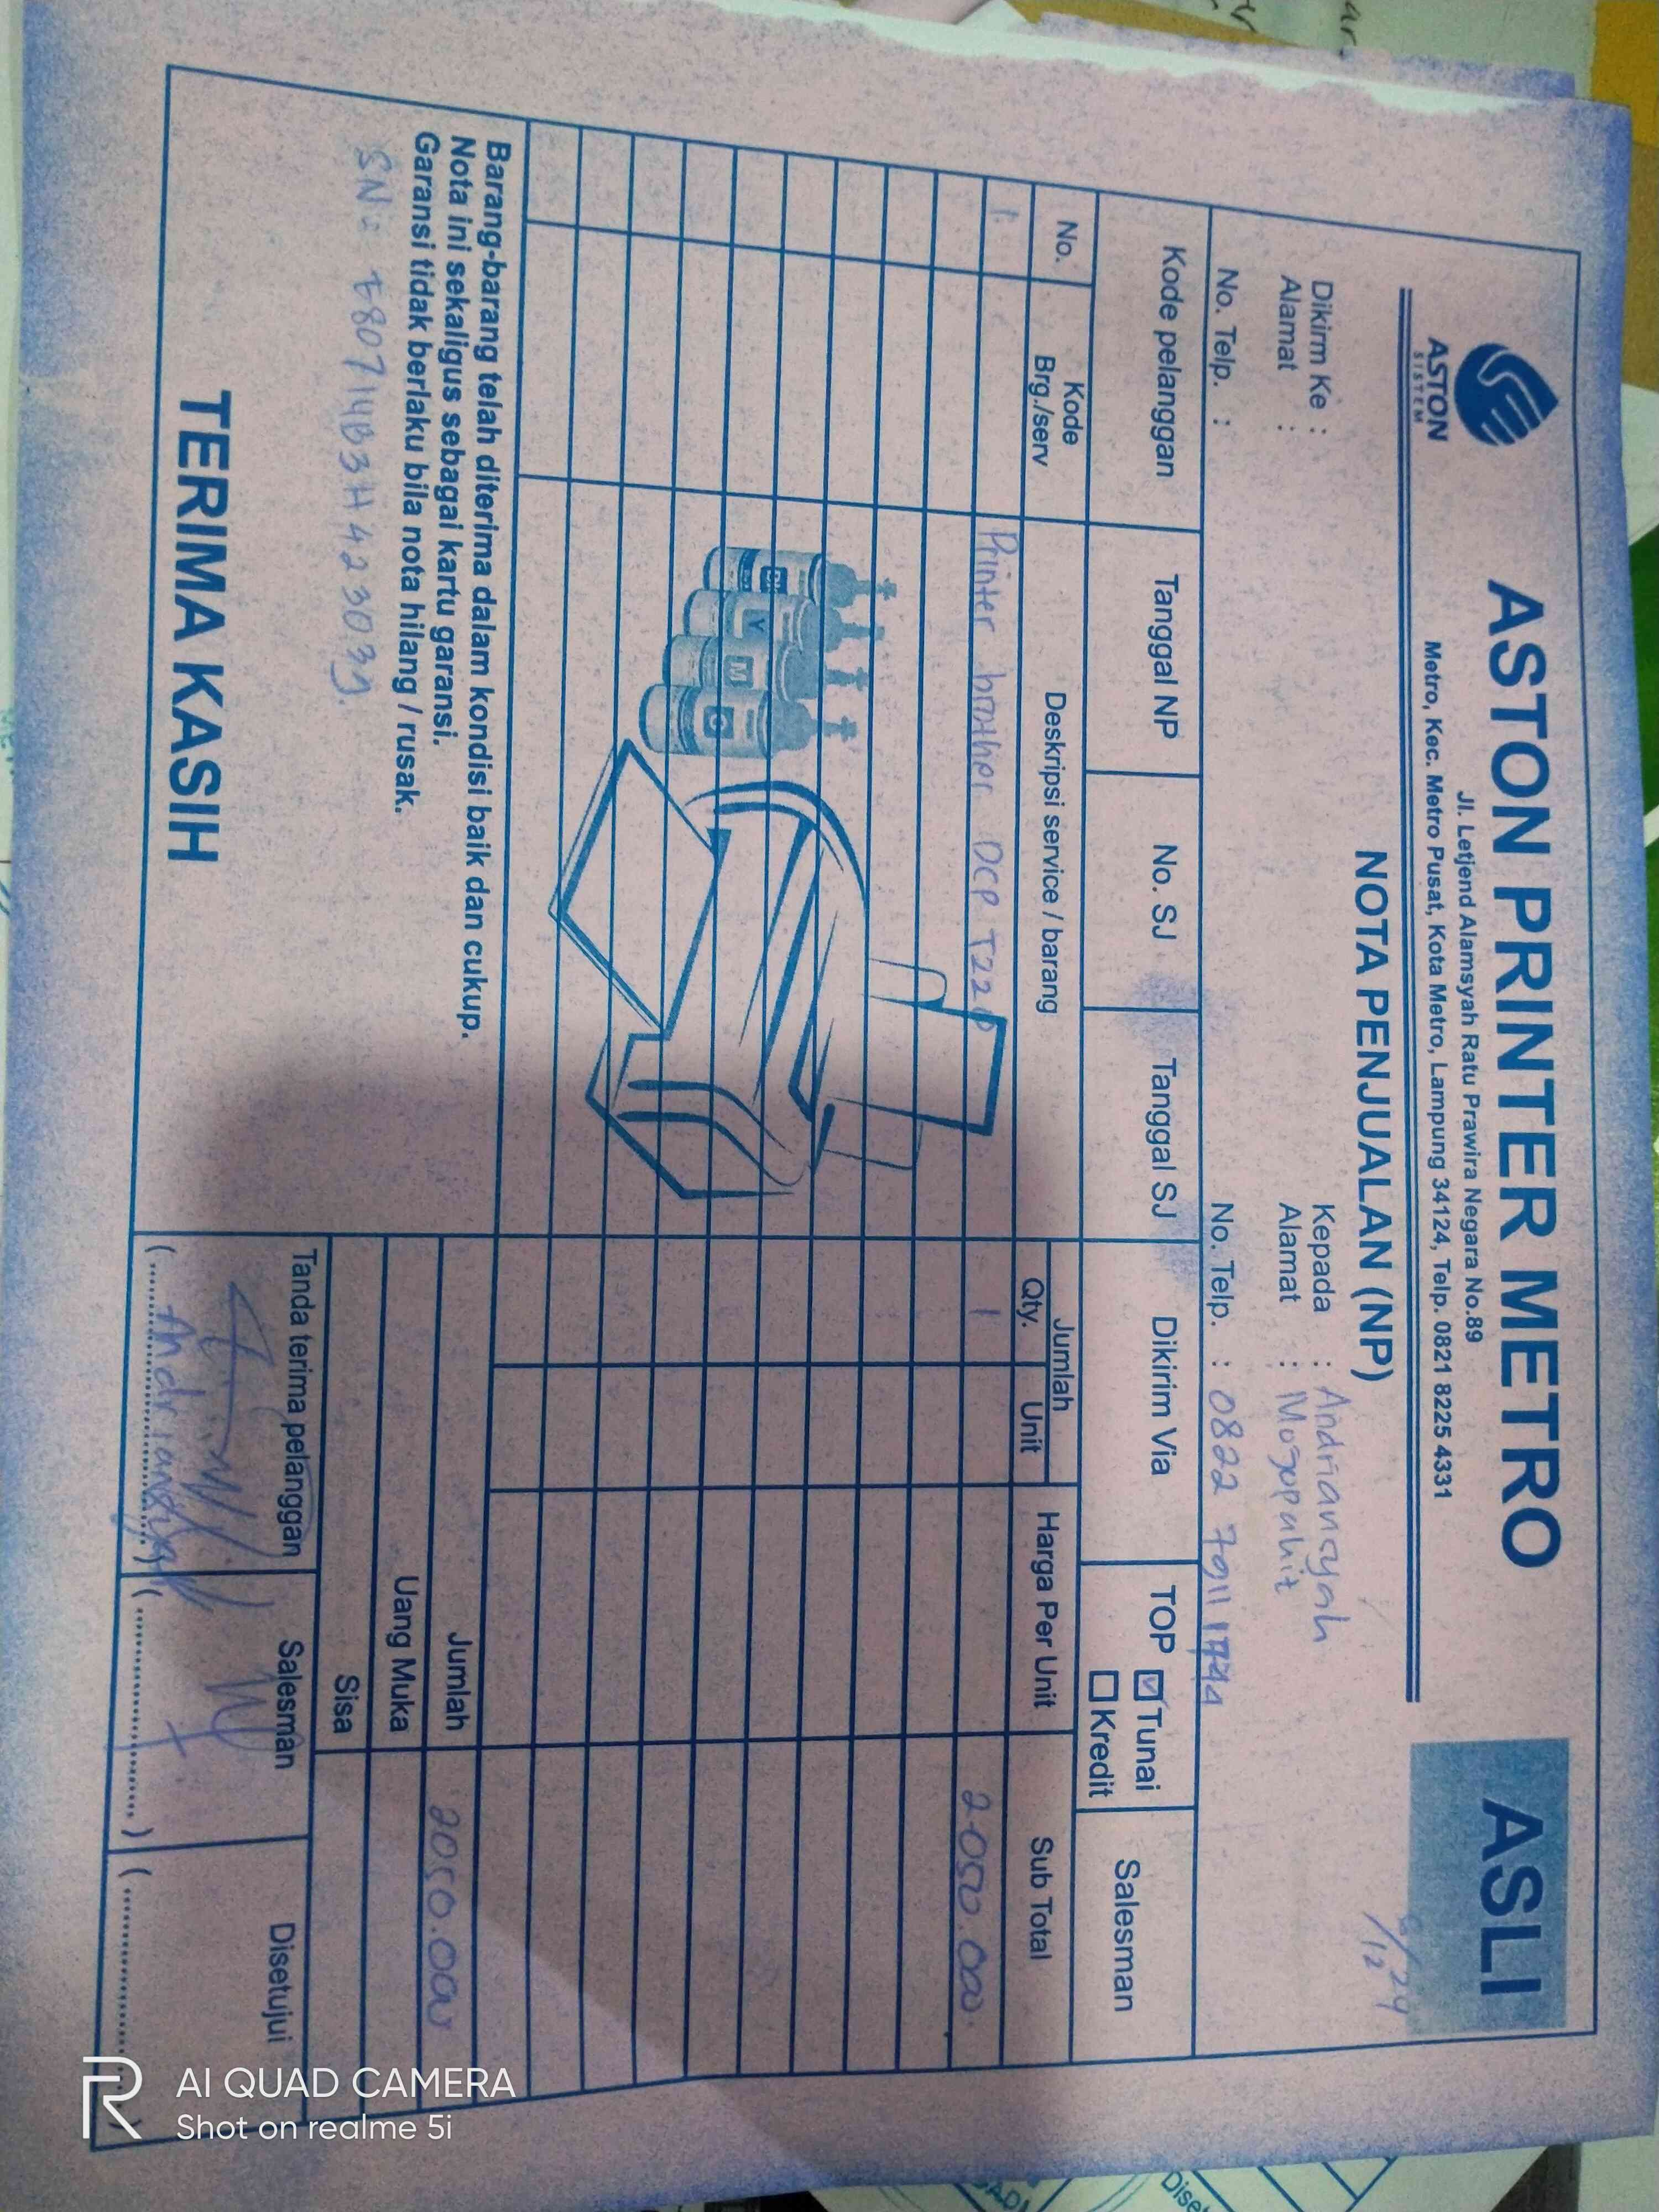 ASTON
SISTEM
ASTON PRINTER METRO
Jl. Letjend Alamsyah Ratu Prawira Negara No.89
Metro, Kec. Metro Pusat, Kota Metro, Lampung 34124, Telp. 0821 8225 4331
ASLI
NOTA PENJUALAN (NP)
/12 24
Dikirm Ke :
Alamat :
No. Telp. :
Kepada : Andriansyah
Alamat : Mojopahit
No. Telp. : 0822 7911
Kode pelanggan Tanggal NP No. SJ Tanggal SJ Dikirim Via TOP ☑ Tunai Salesman
☐ Kredit
No. Kode Brg./serv Deskripsi service / barang Jumlah Qty. Unit Harga Per Unit Sub Total
1. Printer brother DCP T220 1 2.050.000
Jumlah 2050.000
Uang Muka
Sisa
Barang-barang telah diterima dalam kondisi baik dan cukup.
Nota ini sekaligus sebagai kartu garansi.
Garansi tidak berlaku bila nota hilang / rusak.
SN : E80714B3H423039.
TERIMA KASIH
Tanda terima pelanggan Salesman Disetujui
(Andriansyah) (..................) (..................)
BK
Y
M
C
AI QUAD CAMERA
Shot on realme 5i